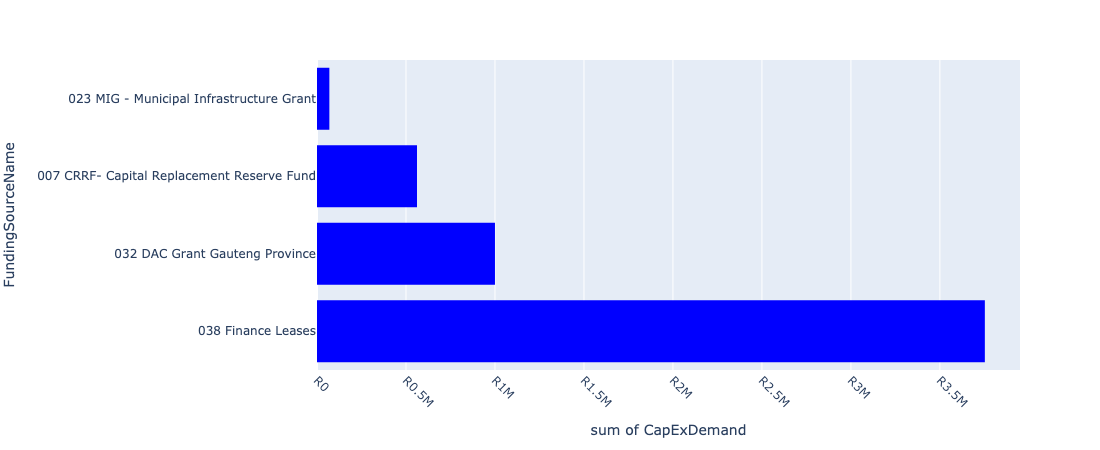 FundingSourceName
023 MIG - Municipal Infrastructure Grant
007 CRRF- Capital Replacement Reserve Fund
032 DAC Grant Gauteng Province
038 Finance Leases
R0
R0.5M
R1M
R1.5M
R2M
R2.5M
R3M
R3.5M
sum of CapExDemand